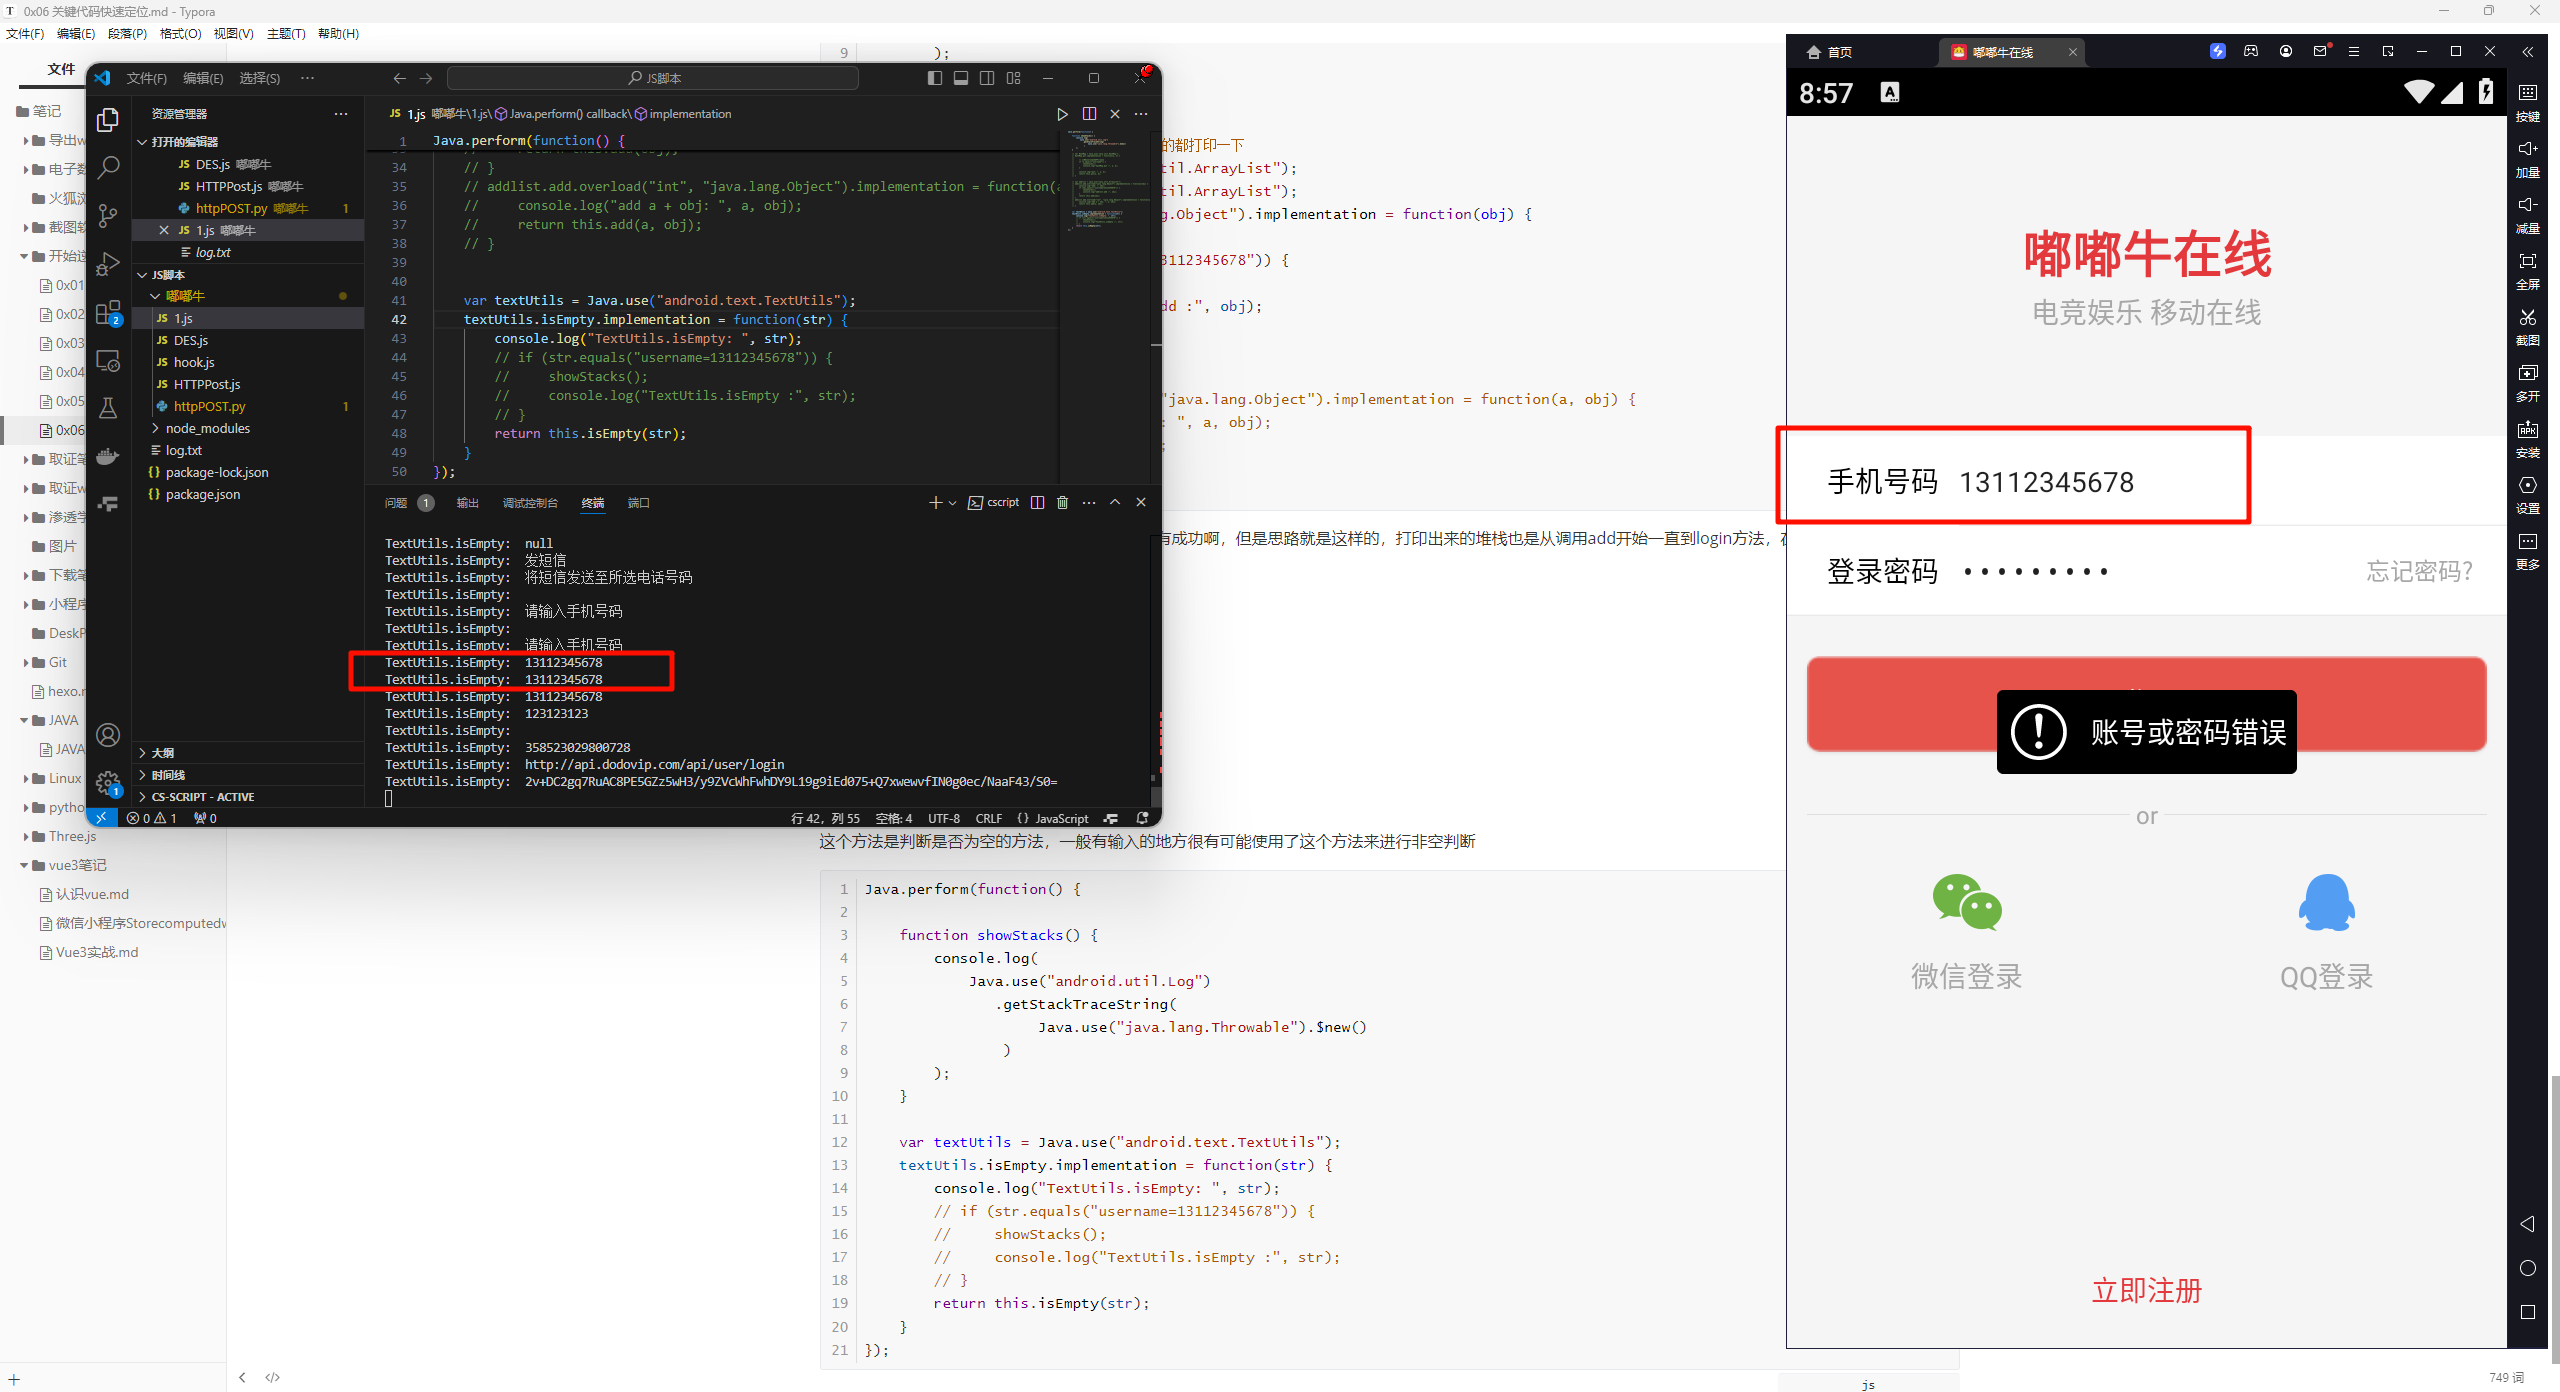 0x06 关键代码快速定位.md - Typora
文件(F) 编辑(E) 段落(P) 格式(O) 视图(V) 主题(T) 帮助(H)
文件
笔记
导出w
电子数
火狐浏
截图软
开始逆
0x01
0x02
0x03
0x04
0x05
0x06
取证笔
取证w
渗透学
图片
下载笔
小程序
DeskP
Git
hexo.r
JAVA
JAVA
Linux
pytho
Three.js
vue3笔记
认识vue.md
微信小程序Storecomputedw
Vue3实战.md
文件(F) 编辑(E) 选择(S) ···
JS脚本
资源管理器
打开的编辑器
JS DES.js 嘟嘟牛
JS HTTPPost.js 嘟嘟牛
httpPOST.py 嘟嘟牛 1
JS 1.js 嘟嘟牛
log.txt
JS脚本
嘟嘟牛
JS 1.js
JS DES.js
JS hook.js
JS HTTPPost.js
httpPOST.py 1
node_modules
log.txt
{} package-lock.json
{} package.json
大纲
时间线
CS-SCRIPT - ACTIVE
2
1
JS 1.js 嘟嘟牛\1.js\ Java.perform() callback\ implementation
1 Java.perform(function() {
34 // }
35 // addlist.add.overload("int", "java.lang.Object").implementation = function(a
36 //     console.log("add a + obj: ", a, obj);
37 //     return this.add(a, obj);
38 // }
39
40
41 var textUtils = Java.use("android.text.TextUtils");
42 textUtils.isEmpty.implementation = function(str) {
43 console.log("TextUtils.isEmpty: ", str);
44 // if (str.equals("username=13112345678")) {
45 //     showStacks();
46 //     console.log("TextUtils.isEmpty :", str);
47 // }
48 return this.isEmpty(str);
49 }
50 });
问题 1 输出 调试控制台 终端 端口
cscript
TextUtils.isEmpty:  null
TextUtils.isEmpty:  发短信
TextUtils.isEmpty:  将短信发送至所选电话号码
TextUtils.isEmpty:
TextUtils.isEmpty:  请输入手机号码
TextUtils.isEmpty:
TextUtils.isEmpty:  请输入手机号码
TextUtils.isEmpty:  13112345678
TextUtils.isEmpty:  13112345678
TextUtils.isEmpty:  13112345678
TextUtils.isEmpty:  123123123
TextUtils.isEmpty:
TextUtils.isEmpty:  358523029800728
TextUtils.isEmpty:  http://api.dodovip.com/api/user/login
TextUtils.isEmpty:  2v+DC2gq7RuAC8PE5GZz5wH3/y9ZVcWhFwhDY9L19g9iEd075+Q7xwewvfIN0g0ec/NaaF43/S0=
0 1 0 行 42, 列 55 空格: 4 UTF-8 CRLF {} JavaScript
9 );
的都打印一下
til.ArrayList");
til.ArrayList");
g.Object").implementation = function(obj) {
3112345678")) {
dd :", obj);
"java.lang.Object").implementation = function(a, obj) {
: ", a, obj);
;
有成功啊，但是思路就是这样的，打印出来的堆栈也是从调用add开始一直到login方法，
这个方法是判断是否为空的方法，一般有输入的地方很有可能使用了这个方法来进行非空判断
1 Java.perform(function() {
2
3 function showStacks() {
4 console.log(
5 Java.use("android.util.Log")
6 .getStackTraceString(
7 Java.use("java.lang.Throwable").$new()
8 )
9 );
10 }
11
12 var textUtils = Java.use("android.text.TextUtils");
13 textUtils.isEmpty.implementation = function(str) {
14 console.log("TextUtils.isEmpty: ", str);
15 // if (str.equals("username=13112345678")) {
16 //     showStacks();
17 //     console.log("TextUtils.isEmpty :", str);
18 // }
19 return this.isEmpty(str);
20 }
21 });
js
749 词
首页 嘟嘟牛在线
8:57 A
嘟嘟牛在线
电竞娱乐 移动在线
手机号码 13112345678
登录密码 ········· 忘记密码?
账号或密码错误
or
微信登录 QQ登录
立即注册
按键
加量
减量
全屏
截图
多开
APK
安装
设置
更多